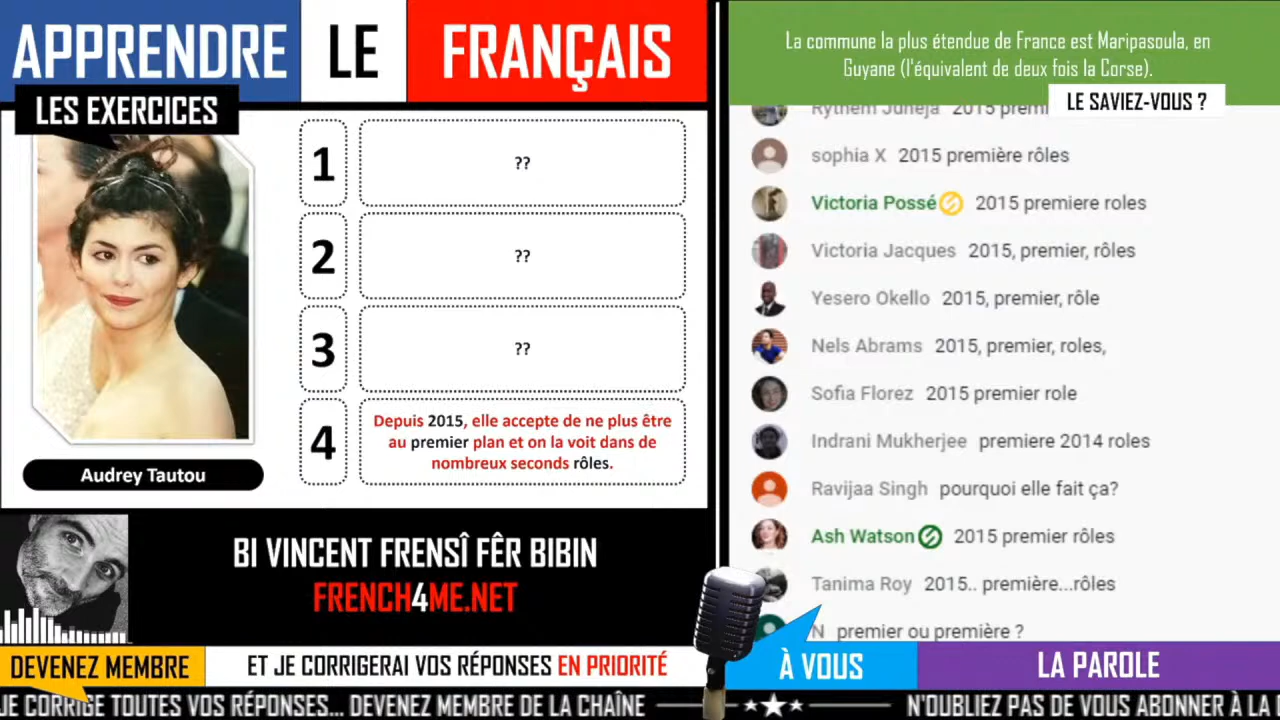 APPRENDRE LE FRANÇAIS
LES EXERCICES
1
??
2
??
3
??
4
Depuis 2015, elle accepte de ne plus être
au premier plan et on la voit dans de
nombreux seconds rôles.
Audrey Tautou
BI VINCENT FRENSÎ FÊR BIBIN
FRENCH4ME.NET
DEVENEZ MEMBRE
ET JE CORRIGERAI VOS RÉPONSES EN PRIORITÉ
La commune la plus étendue de France est Maripasoula, en
Guyane (l'équivalent de deux fois la Corse).
LE SAVIEZ-VOUS ?
Rythem Juneja 2015 premi
sophia X 2015 première rôles
Victoria Possé 2015 premiere roles
Victoria Jacques 2015, premier, rôles
Yesero Okello 2015, premier, rôle
Nels Abrams 2015, premier, roles,
Sofia Florez 2015 premier role
Indrani Mukherjee premiere 2014 roles
Ravijaa Singh pourquoi elle fait ça?
Ash Watson 2015 premier rôles
Tanima Roy 2015.. première...rôles
N premier ou première ?
À VOUS
LA PAROLE
JE CORRIGE TOUTES VOS RÉPONSES... DEVENEZ MEMBRE DE LA CHAÎNE
N'OUBLIEZ PAS DE VOUS ABONNER À LA